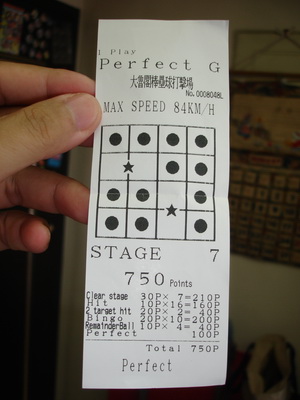 1 Play
Perfect G
大魯閣棒壘球打擊場
No.0008048L
MAX SPEED 84KM/H
STAGE 7
750 Points
Clear stage 30P× 7=210P
Hit 10P×16=160P
2 target hit 20P× 2= 40P
Bingo 20P×10=200P
RemainderBall 10P× 4= 40P
Perfect 100P
Total 750P
Perfect